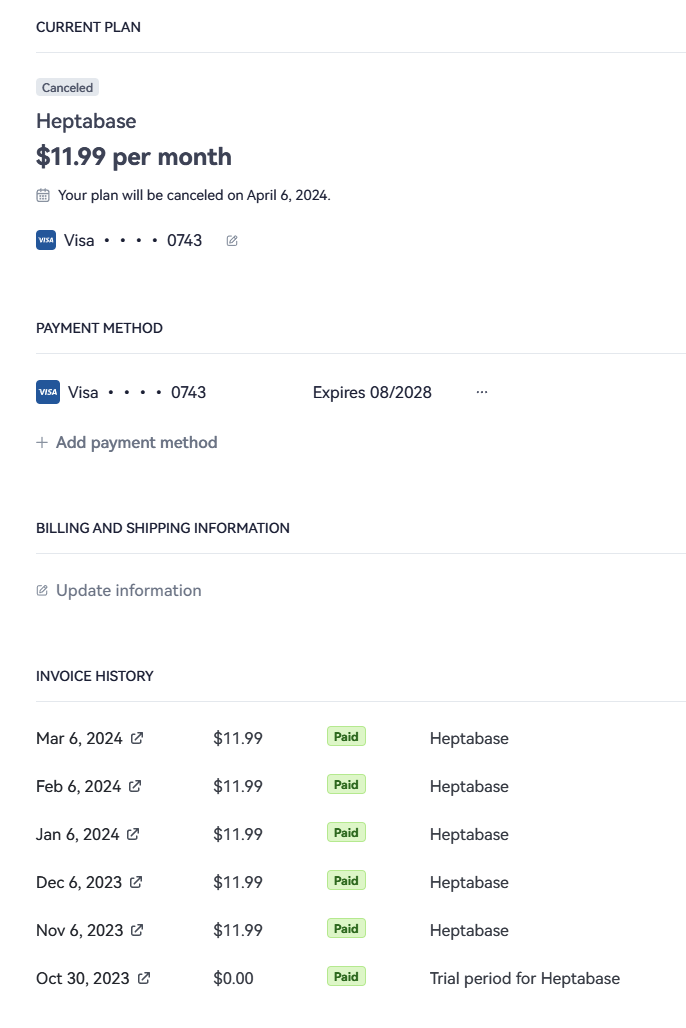 CURRENT PLAN
Canceled
Heptabase
$11.99 per month
Your plan will be canceled on April 6, 2024.
VISA Visa • • • • 0743
PAYMENT METHOD
VISA Visa • • • • 0743 Expires 08/2028 ···
+ Add payment method
BILLING AND SHIPPING INFORMATION
Update information
INVOICE HISTORY
Mar 6, 2024 $11.99 Paid Heptabase
Feb 6, 2024 $11.99 Paid Heptabase
Jan 6, 2024 $11.99 Paid Heptabase
Dec 6, 2023 $11.99 Paid Heptabase
Nov 6, 2023 $11.99 Paid Heptabase
Oct 30, 2023 $0.00 Paid Trial period for Heptabase